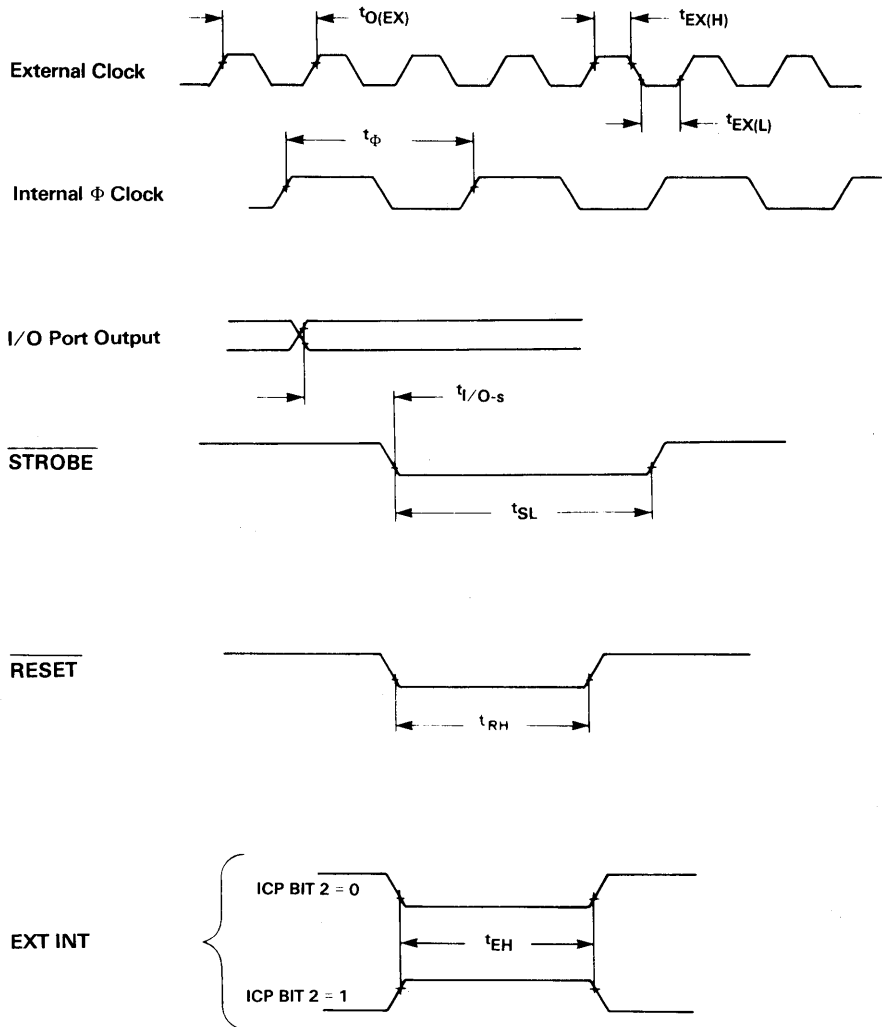 t_O(EX)
t_EX(H)
External Clock
t_EX(L)
t_Φ
Internal Φ Clock
I/O Port Output
t_I/O-s
STROBE
t_SL
RESET
t_RH
ICP BIT 2 = 0
EXT INT
t_EH
ICP BIT 2 = 1